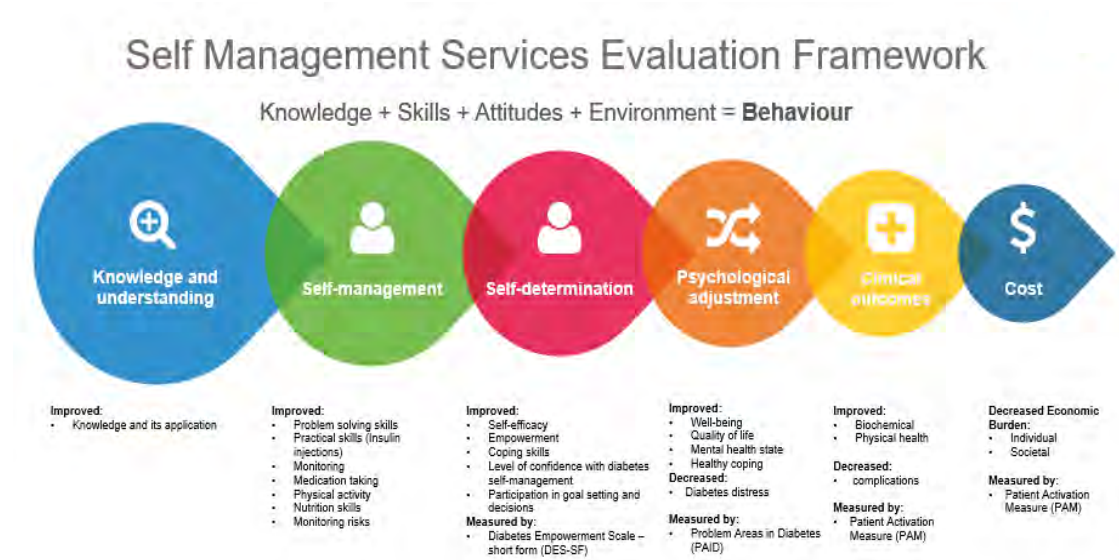 Self Management Services Evaluation Framework
Knowledge + Skills + Attitudes + Environment = Behaviour
Knowledge and
understanding
Self-management
Self-determination
Psychological
adjustment
Clinical
outcomes
$
Cost
Improved:
• Knowledge and its application
Improved:
• Problem solving skills
• Practical skills (Insulin
injections)
• Monitoring
• Medication taking
• Physical activity
• Nutrition skills
• Monitoring risks
Improved:
• Self-efficacy
• Empowerment
• Coping skills
• Level of confidence with diabetes
self-management
• Participation in goal setting and
decisions
Measured by:
• Diabetes Empowerment Scale –
short form (DES-SF)
Improved:
• Well-being
• Quality of life
• Mental health state
• Healthy coping
Decreased:
• Diabetes distress
Measured by:
• Problem Areas in Diabetes
(PAID)
Improved:
• Biochemical
• Physical health
Decreased:
• complications
Measured by:
• Patient Activation
Measure (PAM)
Decreased Economic
Burden:
• Individual
• Societal
Measured by:
• Patient Activation
Measure (PAM)